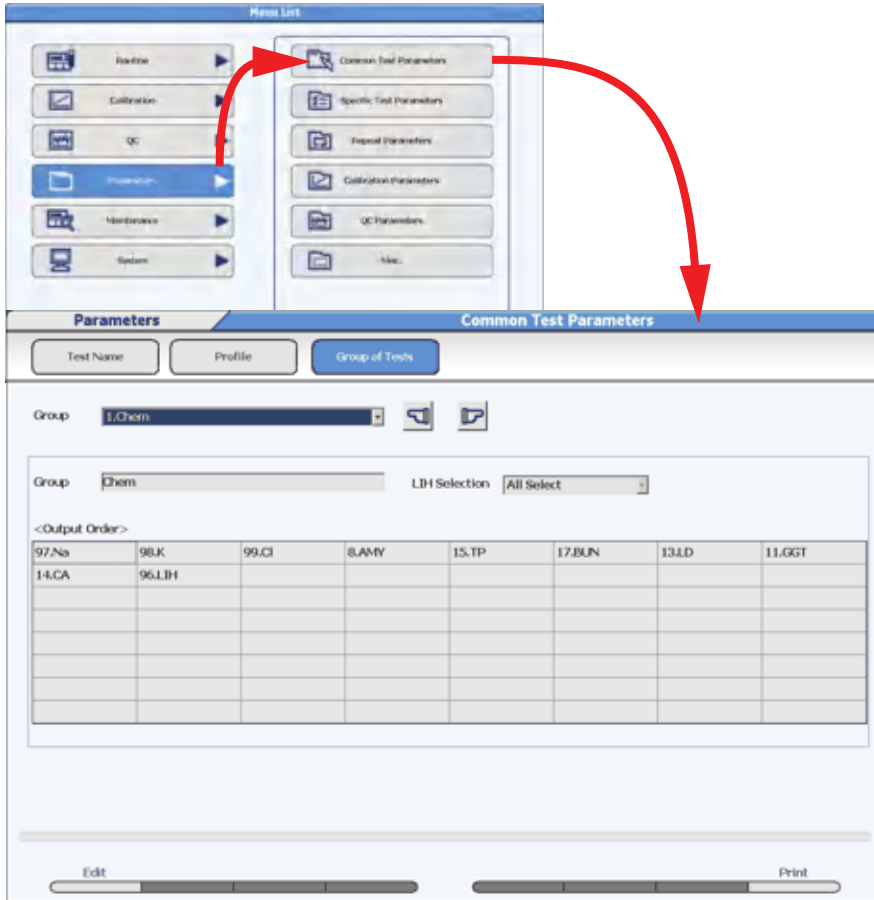 Menu List
Routine
Common Test Parameters
Calibration
Specific Test Parameters
QC
Repeat Parameters
Parameters
Calibration Parameters
Maintenance
QC Parameters
System
Misc.
Parameters
Common Test Parameters
Test Name
Profile
Group of Tests
Group
1.Chem
Group
Chem
LIH Selection
All Select
<Output Order>
97.Na 98.K 99.Cl 8.AMY 15.TP 17.BUN 13.LD 11.GGT
14.CA 96.LIH
Edit
Print